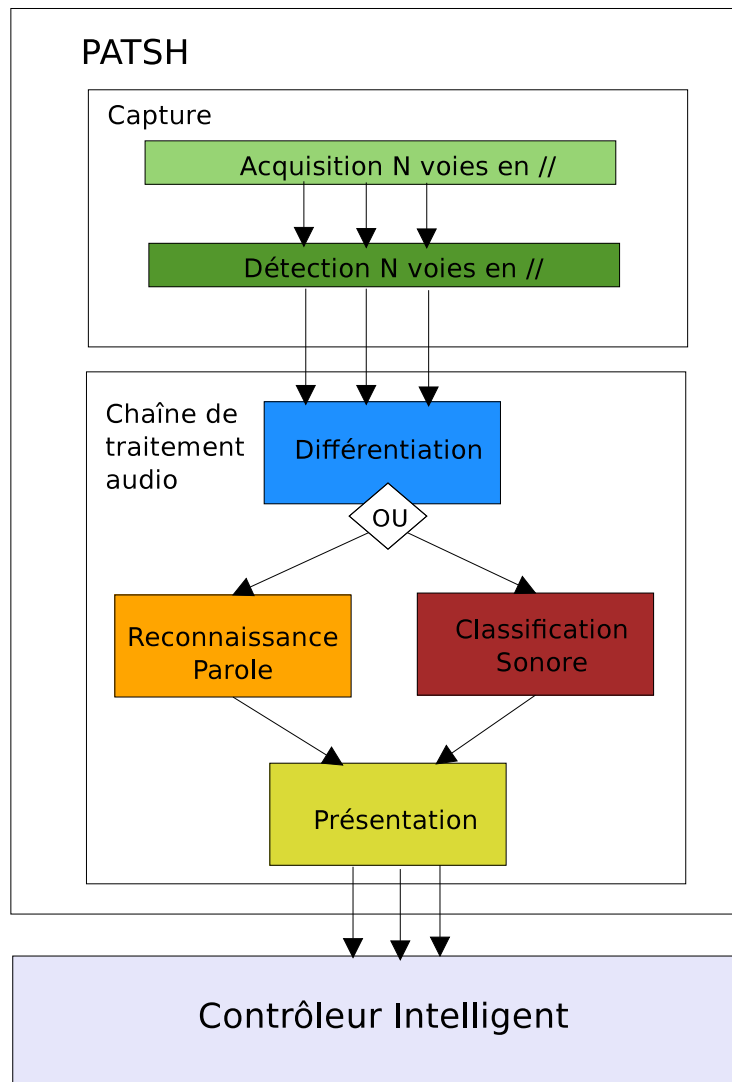 PATSH
Capture
Acquisition N voies en //
Détection N voies en //
Chaîne de
traitement
audio
Différentiation
OU
Reconnaissance
Parole
Classification
Sonore
Présentation
Contrôleur Intelligent